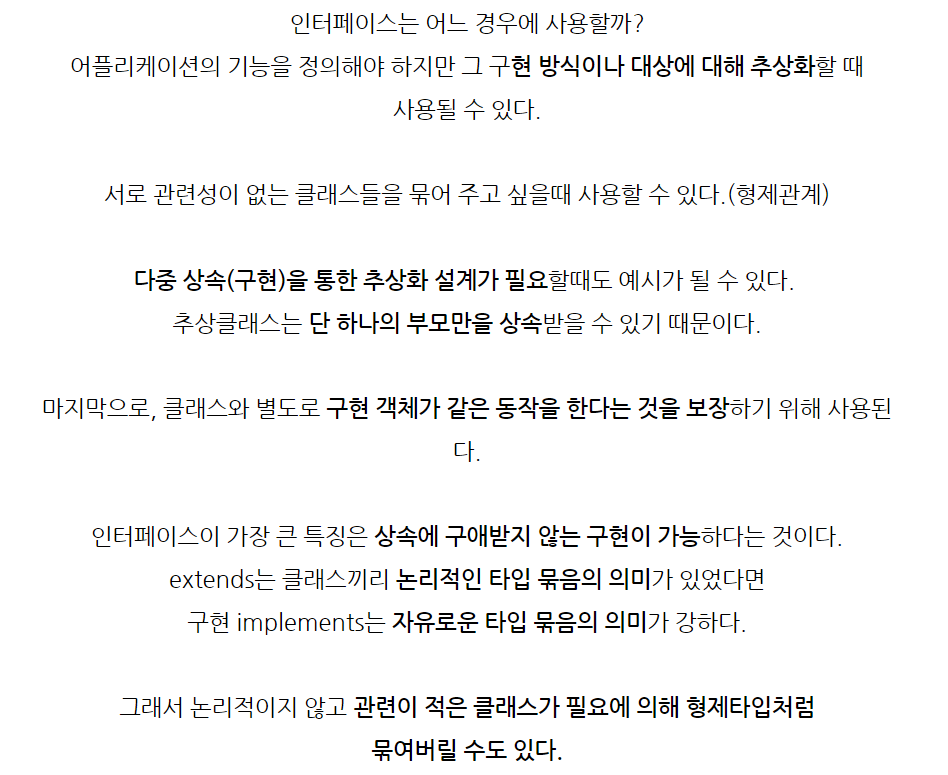 인터페이스는 어느 경우에 사용할까?
어플리케이션의 기능을 정의해야 하지만 그 구현 방식이나 대상에 대해 추상화할 때
사용될 수 있다.
서로 관련성이 없는 클래스들을 묶어 주고 싶을때 사용할 수 있다.(형제관계)
다중 상속(구현)을 통한 추상화 설계가 필요할때도 예시가 될 수 있다.
추상클래스는 단 하나의 부모만을 상속받을 수 있기 때문이다.
마지막으로, 클래스와 별도로 구현 객체가 같은 동작을 한다는 것을 보장하기 위해 사용된
다.
인터페이스이 가장 큰 특징은 상속에 구애받지 않는 구현이 가능하다는 것이다.
extends는 클래스끼리 논리적인 타입 묶음의 의미가 있었다면
구현 implements는 자유로운 타입 묶음의 의미가 강하다.
그래서 논리적이지 않고 관련이 적은 클래스가 필요에 의해 형제타입처럼
묶여버릴 수도 있다.